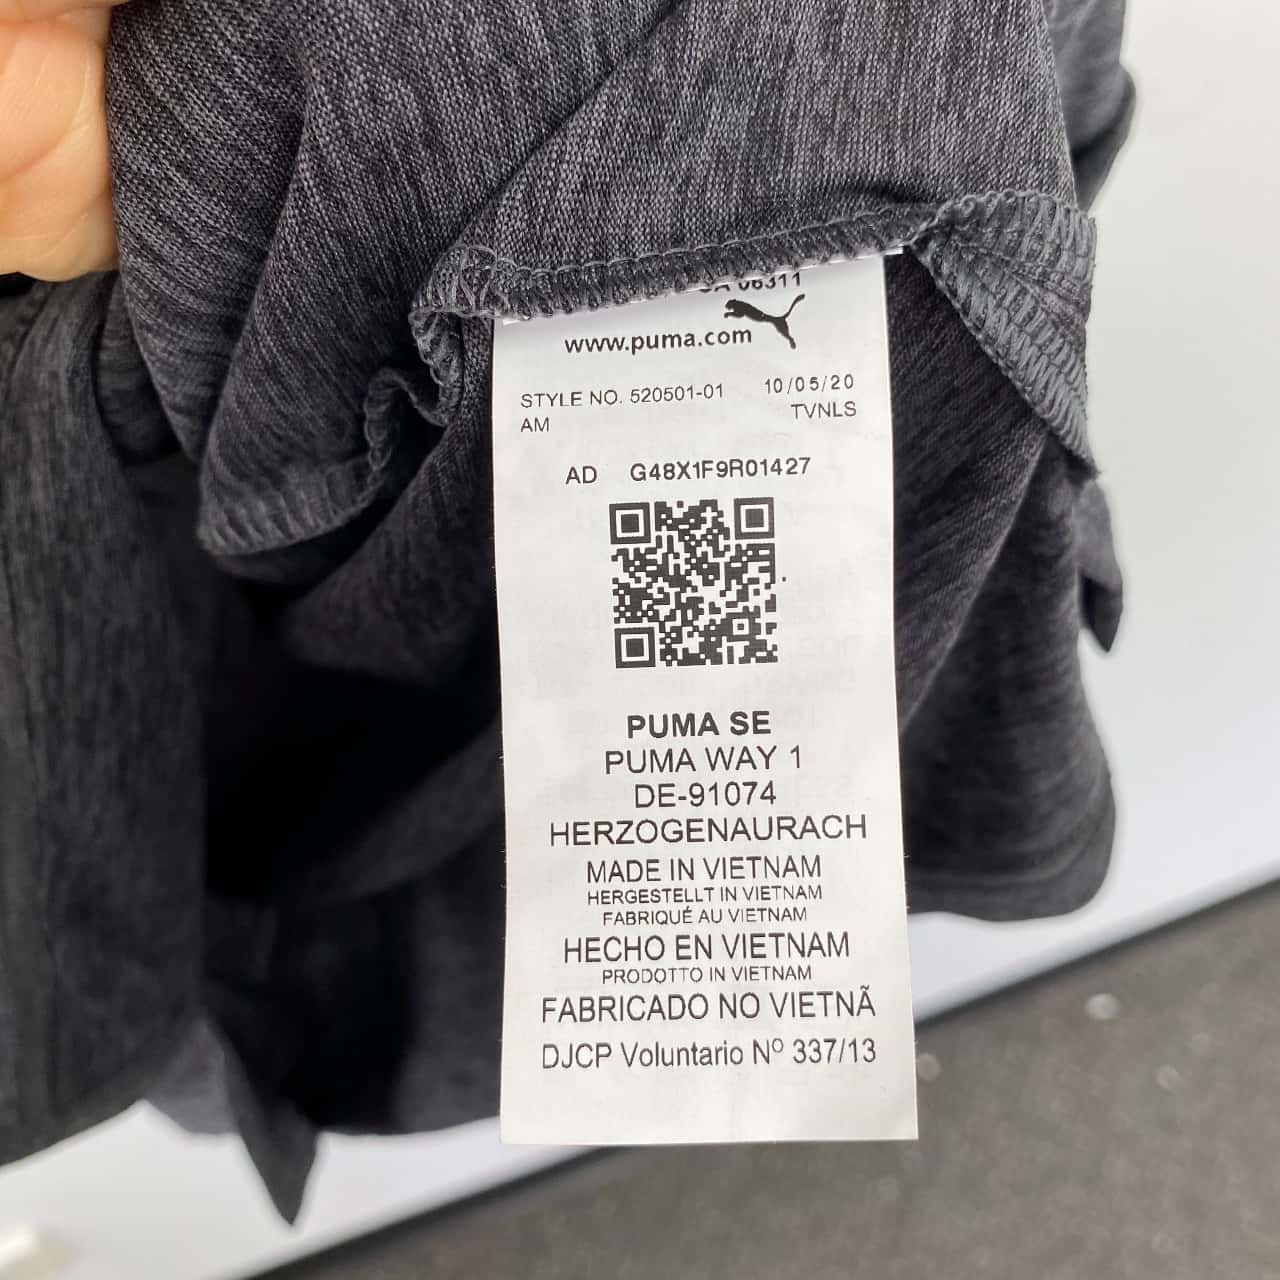 06311
www.puma.com
STYLE NO. 520501-01 10/05/20
AM TVNLS
AD G48X1F9R01427
PUMA SE
PUMA WAY 1
DE-91074
HERZOGENAURACH
MADE IN VIETNAM
HERGESTELLT IN VIETNAM
FABRIQUÉ AU VIETNAM
HECHO EN VIETNAM
PRODOTTO IN VIETNAM
FABRICADO NO VIETNÃ
DJCP Voluntario Nº 337/13